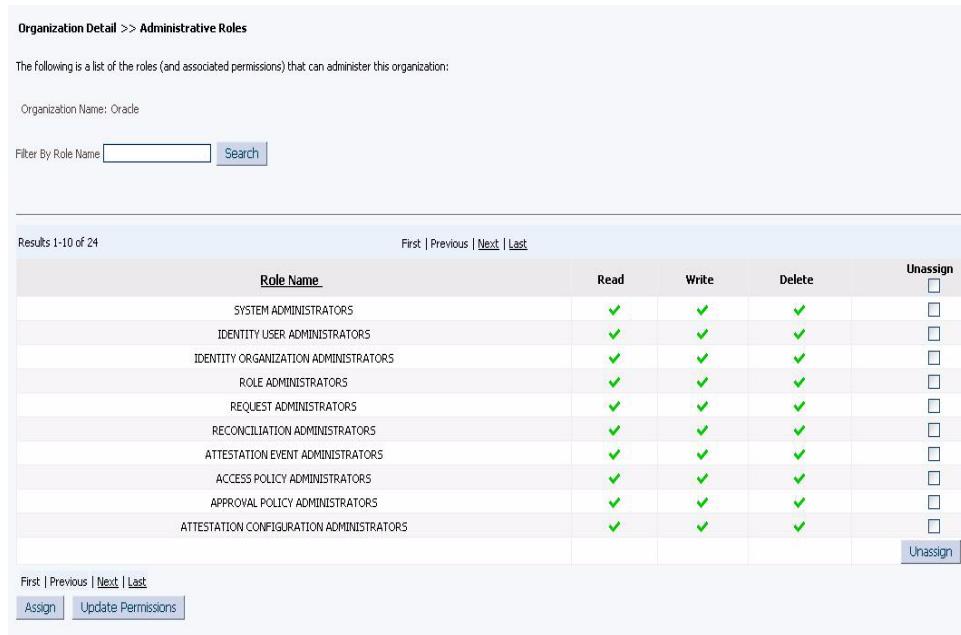 Organization Detail >> Administrative Roles
The following is a list of the roles (and associated permissions) that can administer this organization:
Organization Name: Oracle
Filter By Role Name Search
Results 1-10 of 24 First | Previous | Next | Last
Role Name Read Write Delete Unassign
SYSTEM ADMINISTRATORS
IDENTITY USER ADMINISTRATORS
IDENTITY ORGANIZATION ADMINISTRATORS
ROLE ADMINISTRATORS
REQUEST ADMINISTRATORS
RECONCILIATION ADMINISTRATORS
ATTESTATION EVENT ADMINISTRATORS
ACCESS POLICY ADMINISTRATORS
APPROVAL POLICY ADMINISTRATORS
ATTESTATION CONFIGURATION ADMINISTRATORS
Unassign
First | Previous | Next | Last
Assign Update Permissions